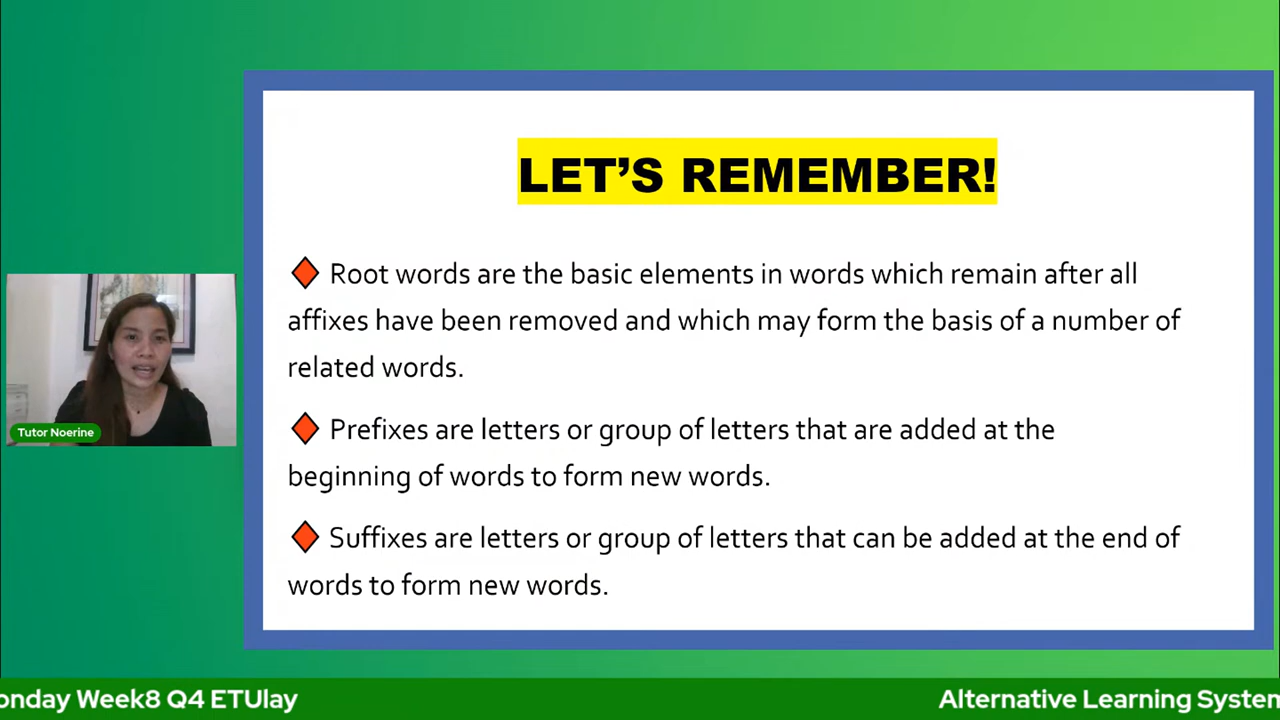 LET’S REMEMBER!
Root words are the basic elements in words which remain after all
affixes have been removed and which may form the basis of a number of
related words.
Prefixes are letters or group of letters that are added at the
beginning of words to form new words.
Suffixes are letters or group of letters that can be added at the end of
words to form new words.
Tutor Noerine
onday Week8 Q4 ETUlay
Alternative Learning System